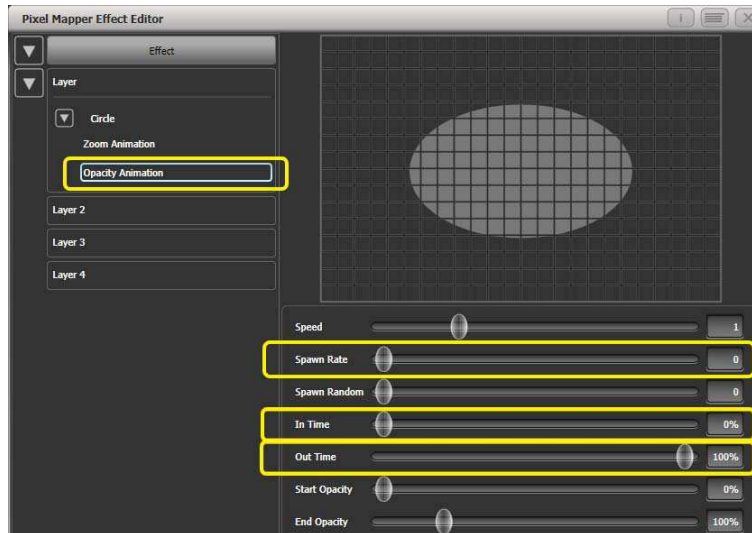 Pixel Mapper Effect Editor
i
Effect
Layer
Circle
Zoom Animation
Opacity Animation
Layer 2
Layer 3
Layer 4
Speed 1
Spawn Rate 0
Spawn Random 0
In Time 0%
Out Time 100%
Start Opacity 0%
End Opacity 100%